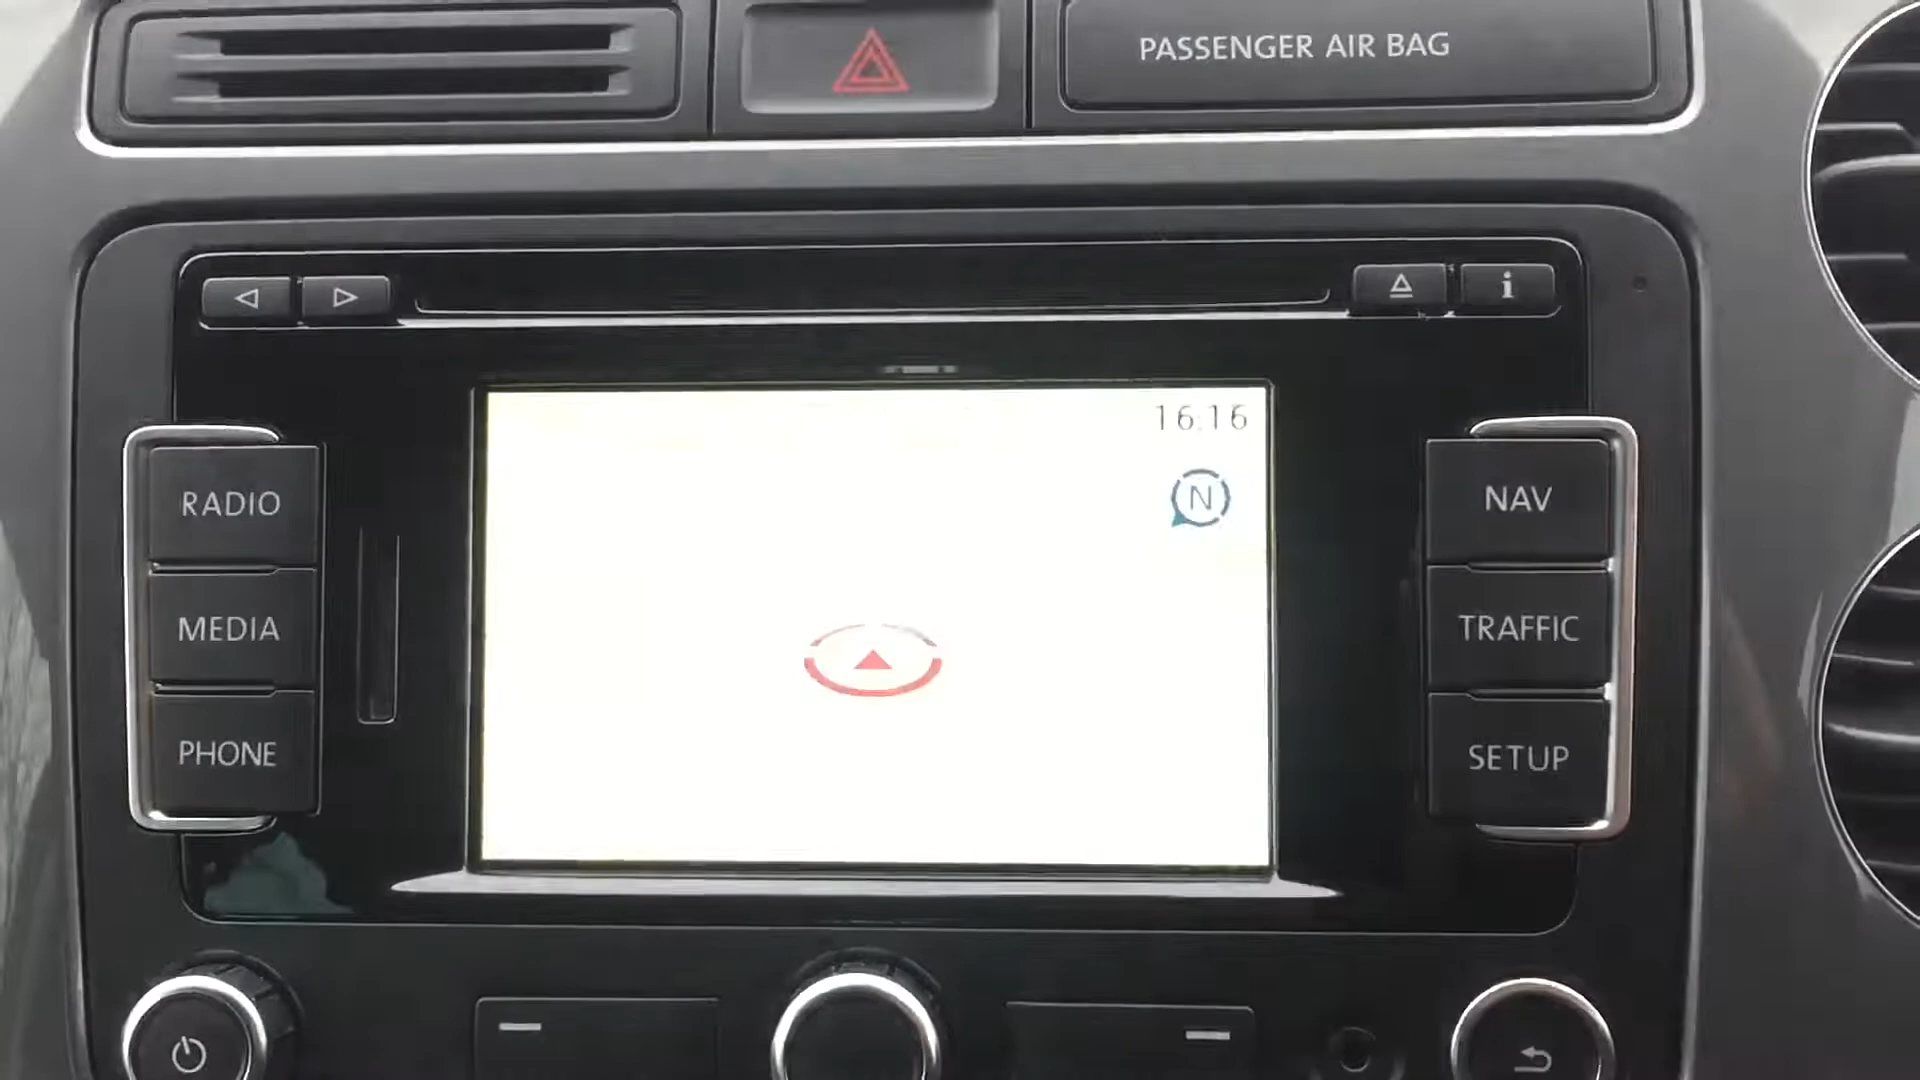 PASSENGER AIR BAG
i
16:16
N
RADIO
NAV
MEDIA
TRAFFIC
PHONE
SETUP